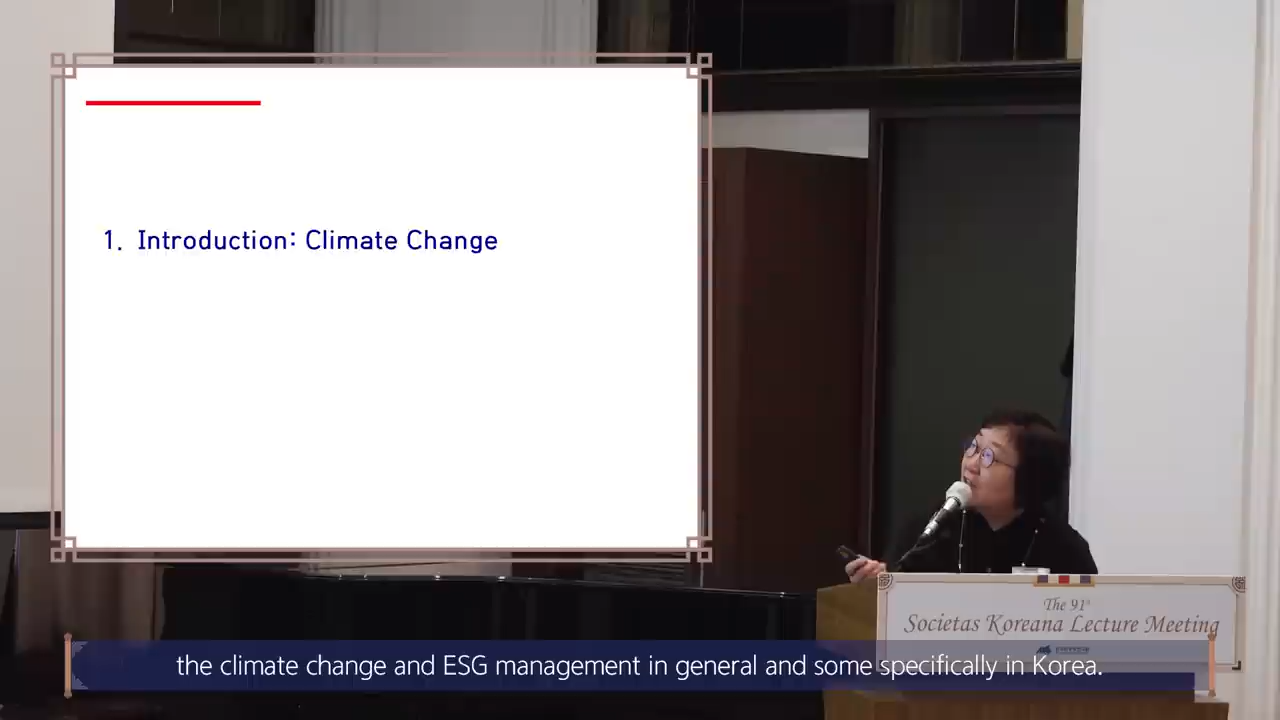 1. Introduction: Climate Change
The 91st
Societas Koreana Lecture Meeting
the climate change and ESG management in general and some specifically in Korea.